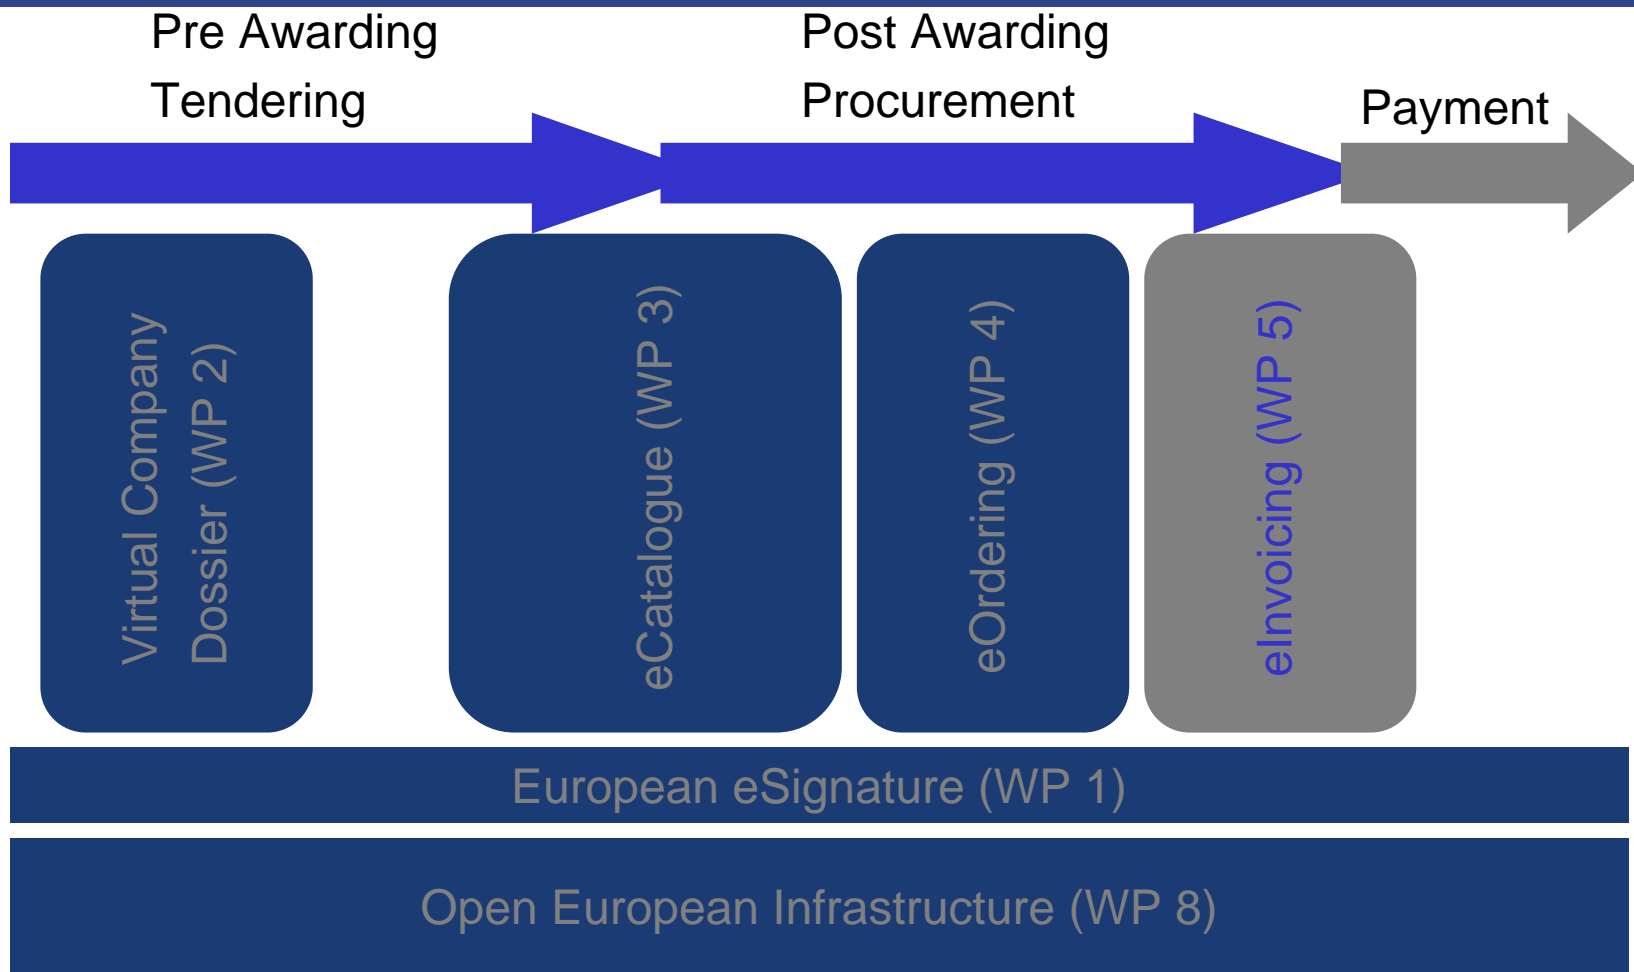 Pre Awarding
Tendering
Post Awarding
Procurement
Payment
Virtual Company
Dossier (WP 2)
eCatalogue (WP 3)
eOrdering (WP 4)
eInvoicing (WP 5)
European eSignature (WP 1)
Open European Infrastructure (WP 8)